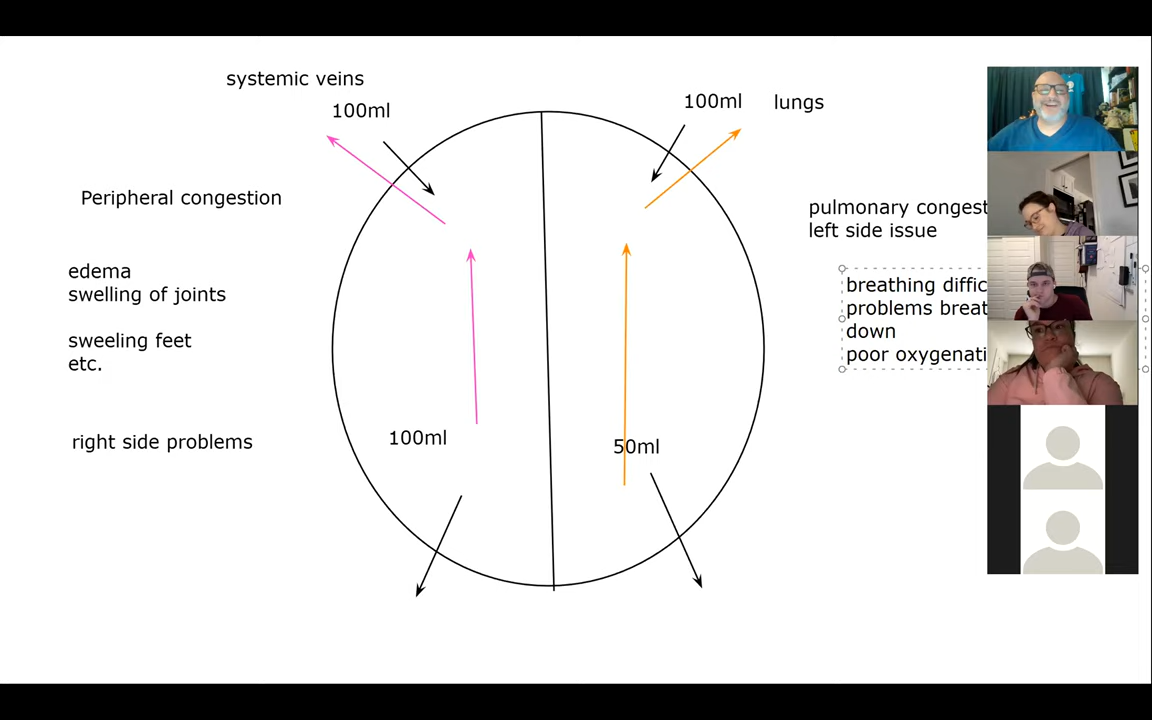 systemic veins
100ml
100ml
lungs
Peripheral congestion
pulmonary congest
left side issue
edema
swelling of joints
sweeling feet
etc.
breathing diffic
problems breat
down
poor oxygenati
right side problems
100ml
50ml